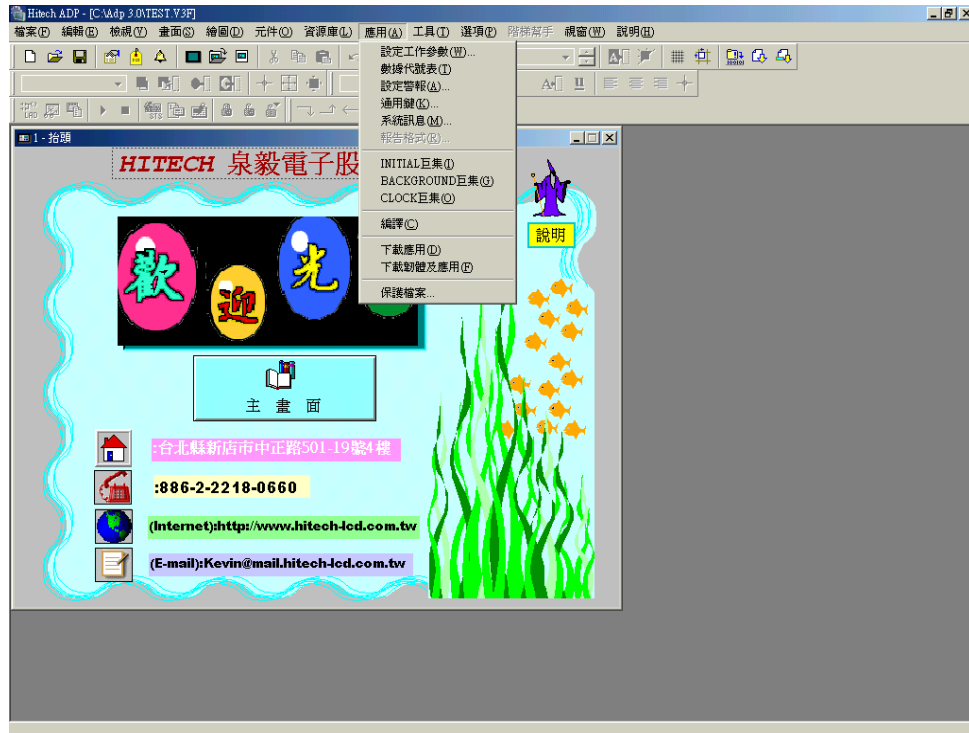 Hitech ADP - [C:\Adp 3.0\TEST.V3F]
檔案(F) 編輯(E) 檢視(V) 畫面(S) 繪圖(D) 元件(O) 資源庫(L) 應用(A) 工具(T) 選項(P) 階梯幫手 視窗(W) 說明(H)
設定工作參數(W)...
數據代號表(T)
設定警報(A)...
通用鍵(K)...
系統訊息(M)...
報告格式(R)...
INITIAL巨集(I)
BACKGROUND巨集(G)
CLOCK巨集(O)
編譯(C)
下載應用(D)
下載韌體及應用(F)
保護檔案...
1 - 抬頭
HITECH 泉毅電子股
說明
歡迎光
主 畫 面
:台北縣新店市中正路501-19號4樓
:886-2-2218-0660
(Internet):http://www.hitech-lcd.com.tw
(E-mail):Kevin@mail.hitech-lcd.com.tw